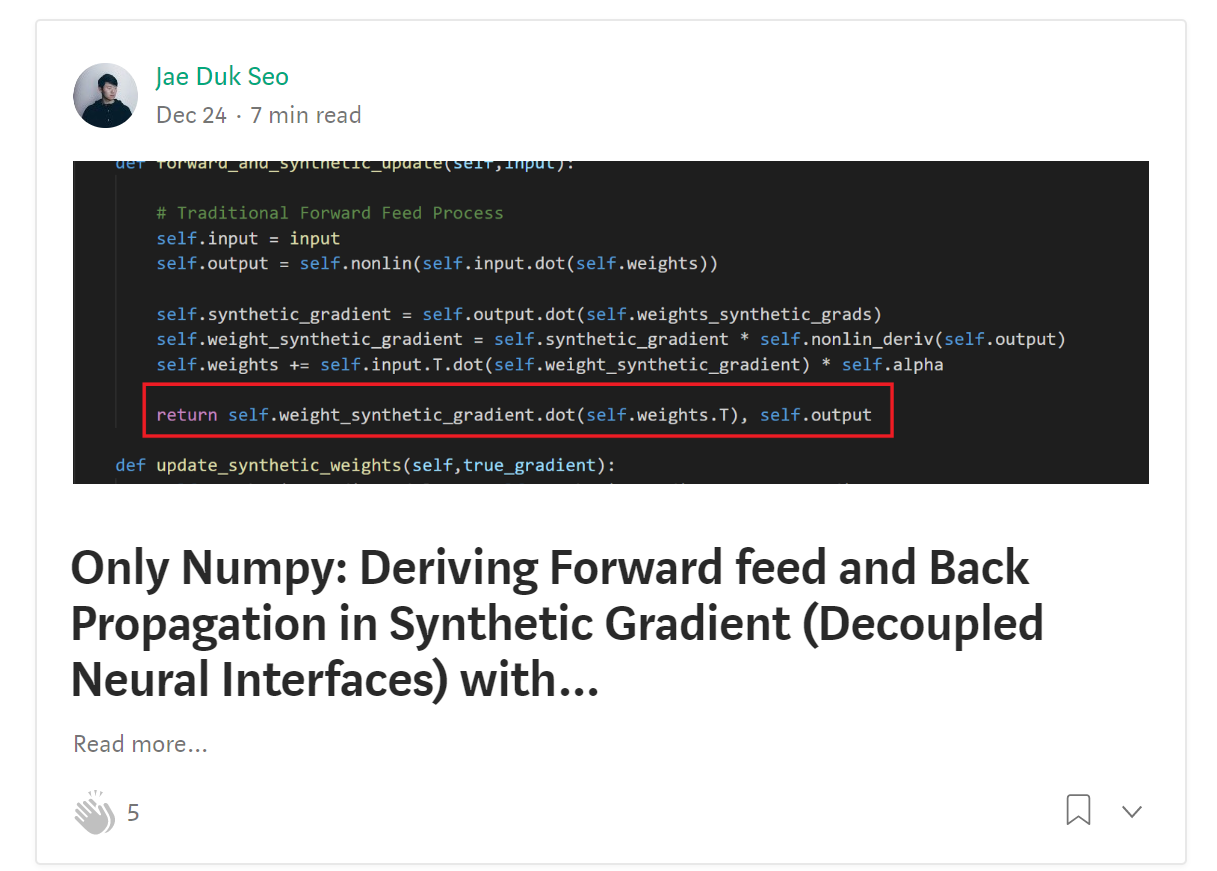 Jae Duk Seo
Dec 24 · 7 min read
def forward_and_synthetic_update(self,input):
# Traditional Forward Feed Process
self.input = input
self.output = self.nonlin(self.input.dot(self.weights))
self.synthetic_gradient = self.output.dot(self.weights_synthetic_grads)
self.weight_synthetic_gradient = self.synthetic_gradient * self.nonlin_deriv(self.output)
self.weights += self.input.T.dot(self.weight_synthetic_gradient) * self.alpha
return self.weight_synthetic_gradient.dot(self.weights.T), self.output
def update_synthetic_weights(self,true_gradient):
Only Numpy: Deriving Forward feed and Back
Propagation in Synthetic Gradient (Decoupled
Neural Interfaces) with...
Read more...
5